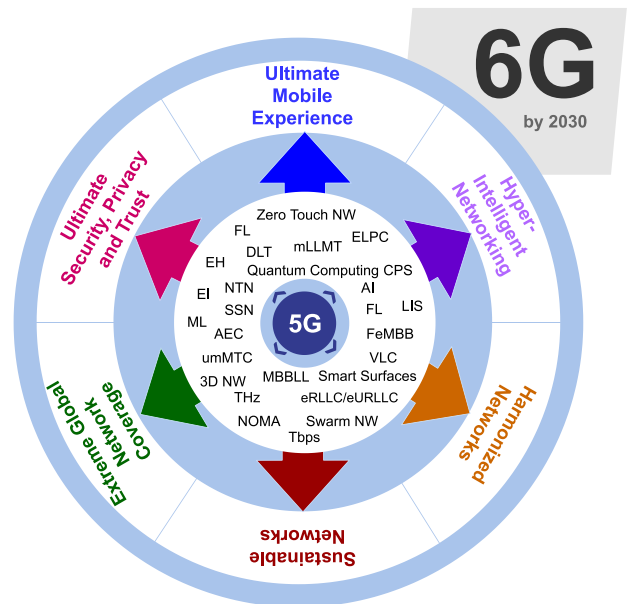 6G
by 2030
Ultimate
Mobile
Experience
Hyper-
Intelligent
Networking
Harmonized
Networks
Sustainable
Networks
Extreme Global
Network
Coverage
Ultimate
Security, Privacy
and Trust
Zero Touch NW
FL
ELPC
DLT
mLLMT
EH
Quantum Computing CPS
NTN
AI
EI
SSN
FL
LIS
ML
5G
AEC
FeMBB
umMTC
VLC
3D NW
MBBLL
Smart Surfaces
THz
eRLLC/eURLLC
NOMA
Swarm NW
Tbps